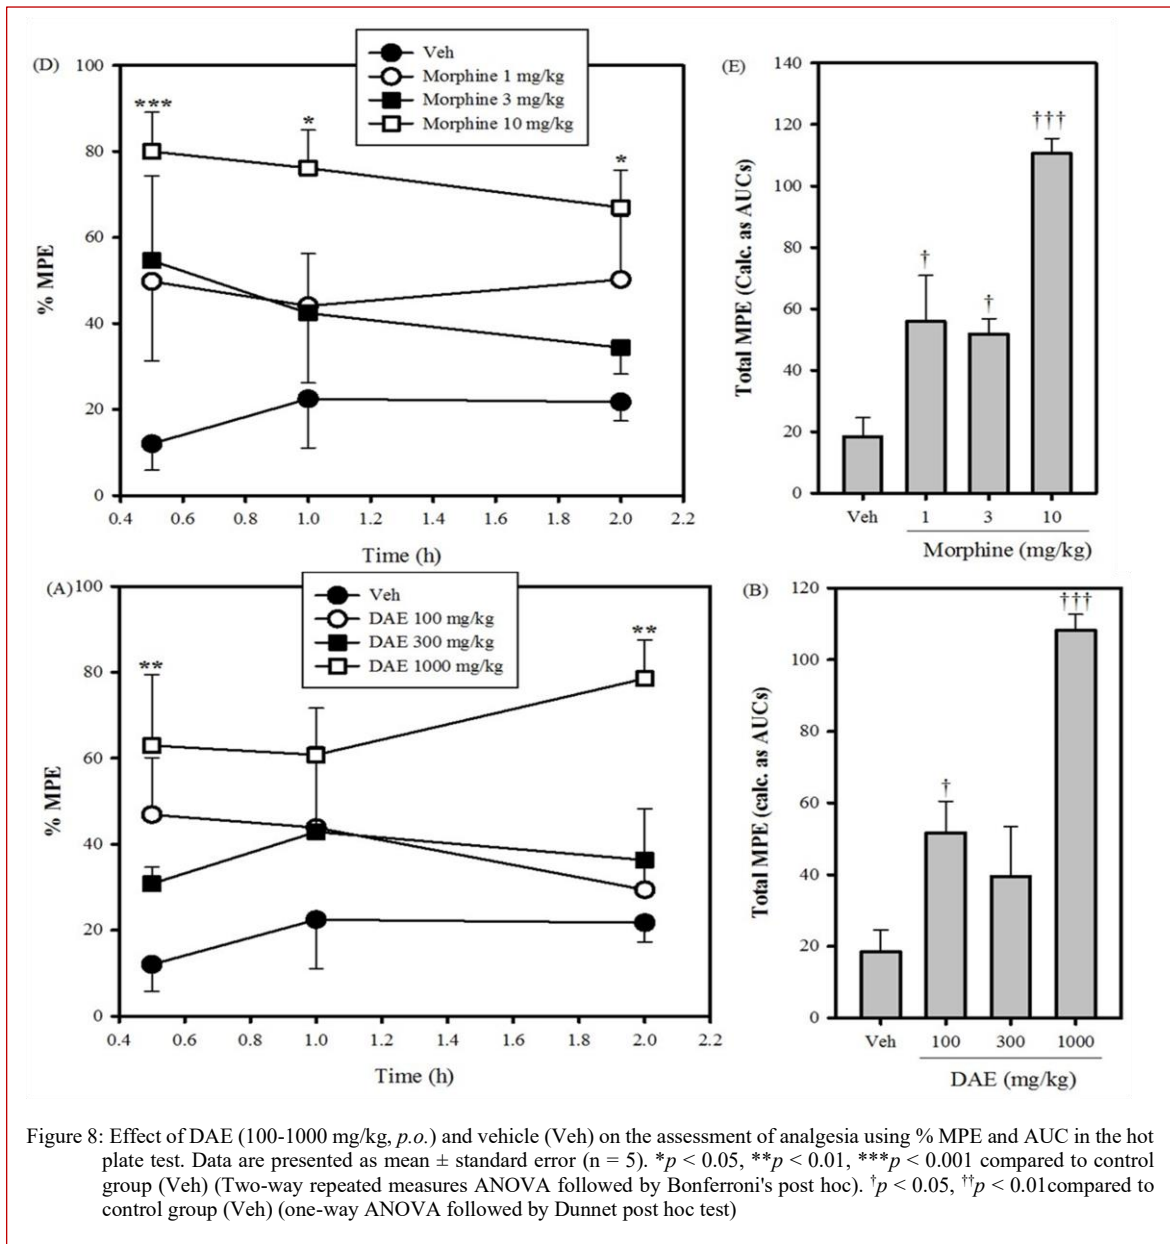 (D)
Veh
Morphine 1 mg/kg
Morphine 3 mg/kg
Morphine 10 mg/kg
100
80
60
40
20
0
% MPE
***
*
*
0.4 0.6 0.8 1.0 1.2 1.4 1.6 1.8 2.0 2.2
Time (h)
(E)
140
120
100
80
60
40
20
0
Total MPE (Calc. as AUCs)
†
†
†††
Veh 1 3 10
Morphine (mg/kg)
(A)
Veh
DAE 100 mg/kg
DAE 300 mg/kg
DAE 1000 mg/kg
100
80
60
40
20
0
% MPE
**
**
0.4 0.6 0.8 1.0 1.2 1.4 1.6 1.8 2.0 2.2
Time (h)
(B)
120
100
80
60
40
20
0
Total MPE (calc. as AUCs)
†
†††
Veh 100 300 1000
DAE (mg/kg)
Figure 8: Effect of DAE (100-1000 mg/kg, p.o.) and vehicle (Veh) on the assessment of analgesia using % MPE and AUC in the hot
plate test. Data are presented as mean ± standard error (n = 5). *p < 0.05, **p < 0.01, ***p < 0.001 compared to control
group (Veh) (Two-way repeated measures ANOVA followed by Bonferroni's post hoc). †p < 0.05, ††p < 0.01compared to
control group (Veh) (one-way ANOVA followed by Dunnet post hoc test)